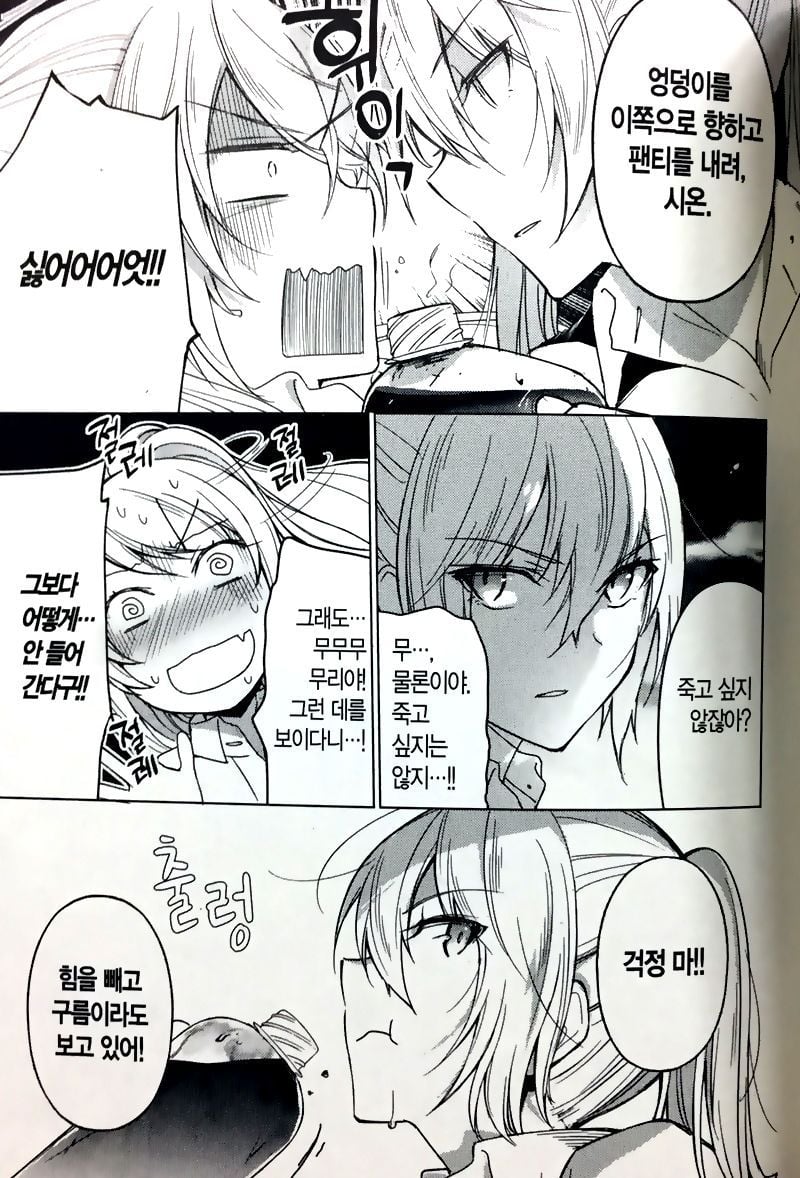 엉덩이를
이쪽으로 향하고
팬티를 내려,
시온.
휘이
싫어어어엇!!
죽고 싶지
않잖아?
무…,
물론이야.
죽고
싶지는
않지…!!
그래도…
무무무
무리야!
그런 데를
보이다니…!
그보다
어떻게…
안 들어
간다구!!
절레
절레
절레
걱정 마!!
출렁
힘을 빼고
구름이라도
보고 있어!